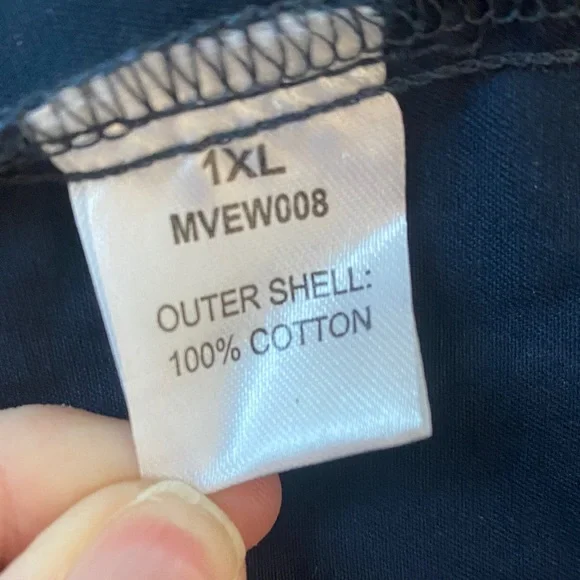 1XL
MVEW008
OUTER SHELL:
100% COTTON